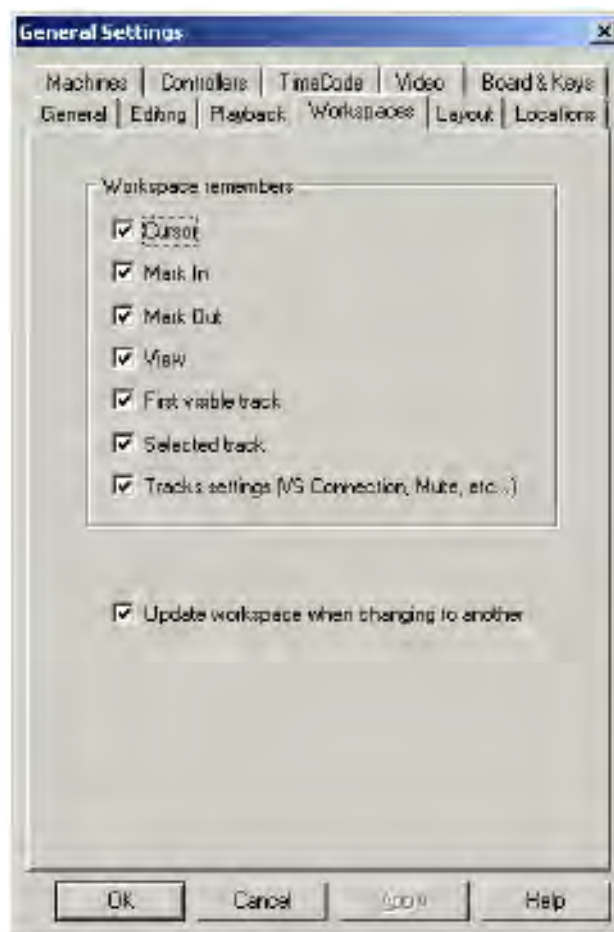 General Settings
Machines Controllers TimeCode Video Board & Keys
General Editing Playback Workspaces Layout Locations
Workspace remembers
Cursor
Mark In
Mark Out
View
First visible track
Selected track
Tracks settings (VS Connection, Mute, etc...)
Update workspace when changing to another
OK Cancel Apply Help